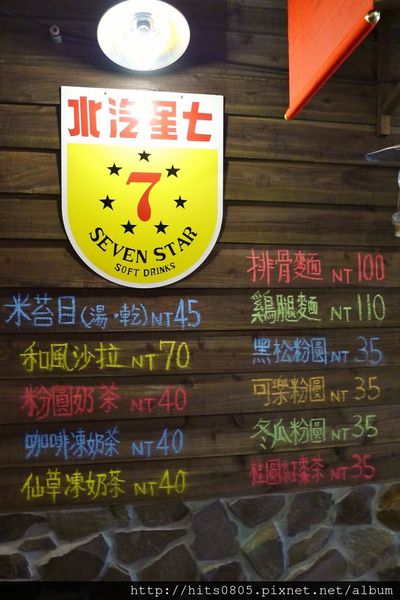 水汽星七
7
SEVEN STAR
SOFT DRINKS
米苔目(湯·乾) NT 45
和風沙拉 NT 70
粉圓奶茶 NT 40
咖啡凍奶茶 NT 40
仙草凍奶茶 NT 40
排骨麵 NT 100
鷄腿麵 NT 110
黑松粉圓 NT 35
可樂粉圓 NT 35
冬瓜粉圓 NT 35
桂圓紅棗茶 NT 35
http://hits0805.pixnet.net/album